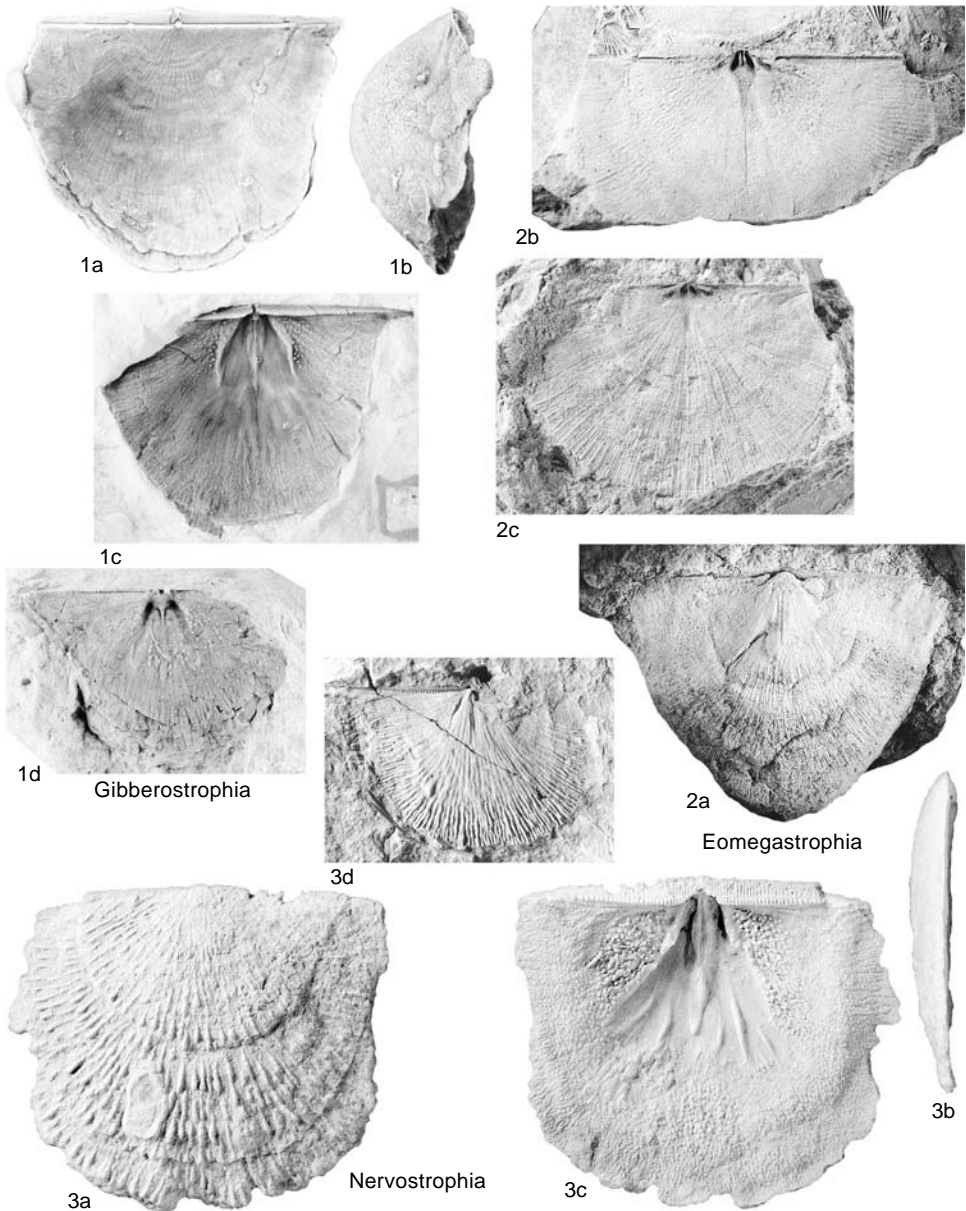 1a
1b
2b
1c
2c
1d
Gibberostrophia
2a
3d
Eomegastrophia
3a
Nervostrophia
3c
3b